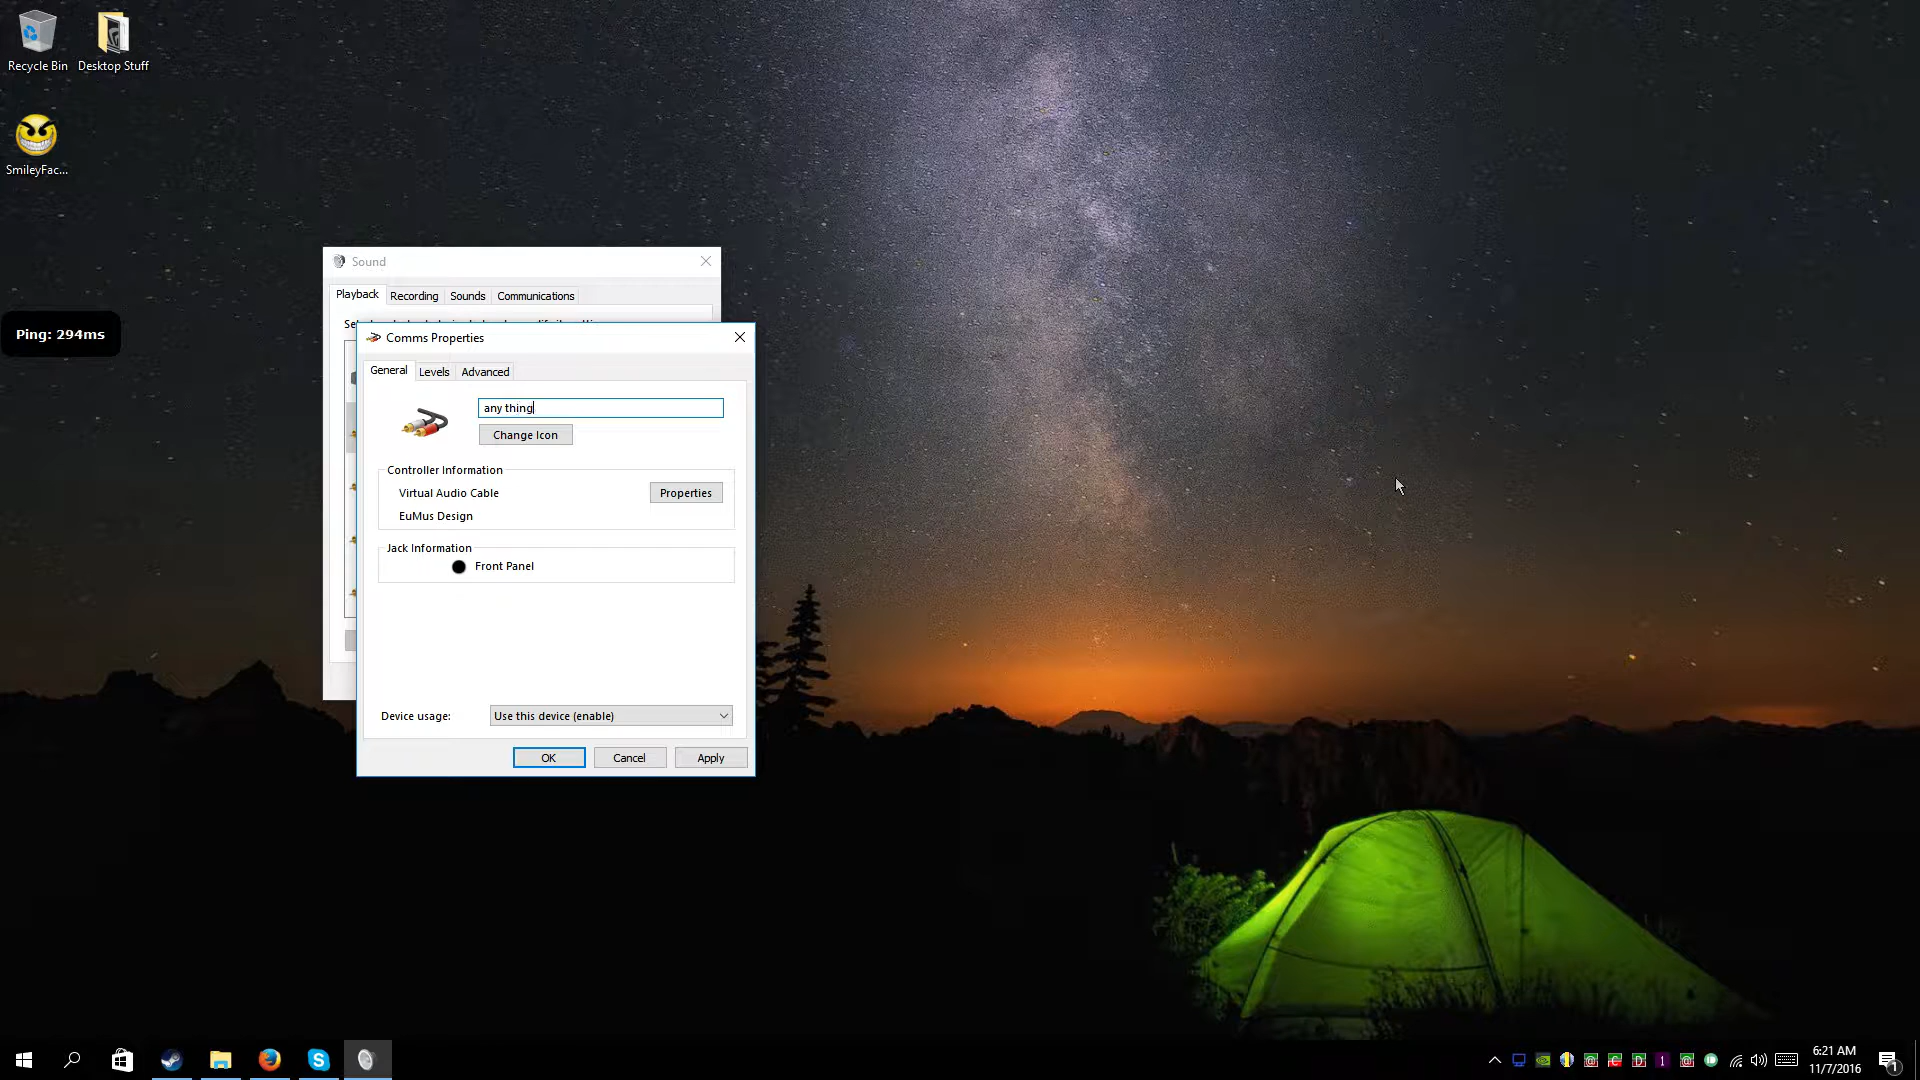 Recycle Bin
Desktop Stuff
SmileyFac...
Ping: 294ms
Sound
Playback
Recording
Sounds
Communications
Comms Properties
General
Levels
Advanced
any thing
Change Icon
Controller Information
Virtual Audio Cable
Properties
EuMus Design
Jack Information
Front Panel
Device usage:
Use this device (enable)
OK
Cancel
Apply
6:21 AM
11/7/2016
1